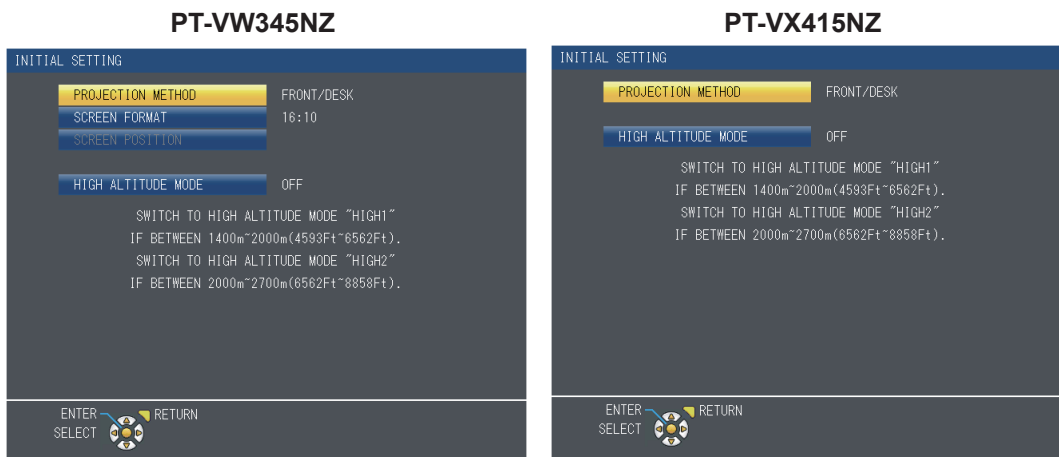 PT-VW345NZ
INITIAL SETTING
PROJECTION METHOD FRONT/DESK
SCREEN FORMAT 16:10
SCREEN POSITION
HIGH ALTITUDE MODE OFF
SWITCH TO HIGH ALTITUDE MODE "HIGH1"
IF BETWEEN 1400m~2000m(4593Ft~6562Ft).
SWITCH TO HIGH ALTITUDE MODE "HIGH2"
IF BETWEEN 2000m~2700m(6562Ft~8858Ft).
ENTER RETURN
SELECT
PT-VX415NZ
INITIAL SETTING
PROJECTION METHOD FRONT/DESK
HIGH ALTITUDE MODE OFF
SWITCH TO HIGH ALTITUDE MODE "HIGH1"
IF BETWEEN 1400m~2000m(4593Ft~6562Ft).
SWITCH TO HIGH ALTITUDE MODE "HIGH2"
IF BETWEEN 2000m~2700m(6562Ft~8858Ft).
ENTER RETURN
SELECT